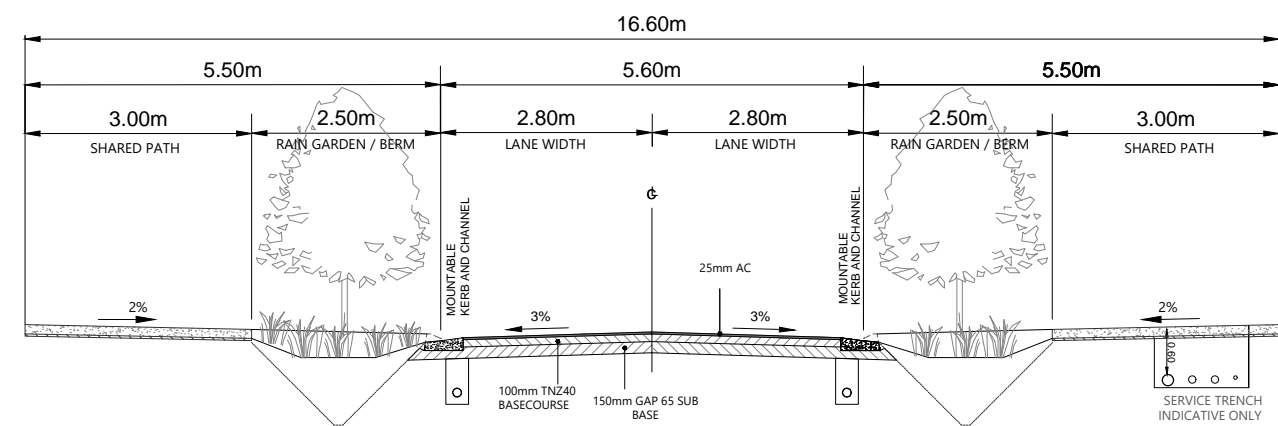 16.60m
5.50m
5.60m
5.50m
3.00m
2.50m
2.80m
2.80m
2.50m
3.00m
SHARED PATH
RAIN GARDEN / BERM
LANE WIDTH
LANE WIDTH
RAIN GARDEN / BERM
SHARED PATH
MOUNTABLE
KERB AND CHANNEL
℄
MOUNTABLE
KERB AND CHANNEL
25mm AC
2%
3%
3%
2%
0.60
100mm TNZ40
BASECOURSE
150mm GAP 65 SUB
BASE
SERVICE TRENCH
INDICATIVE ONLY